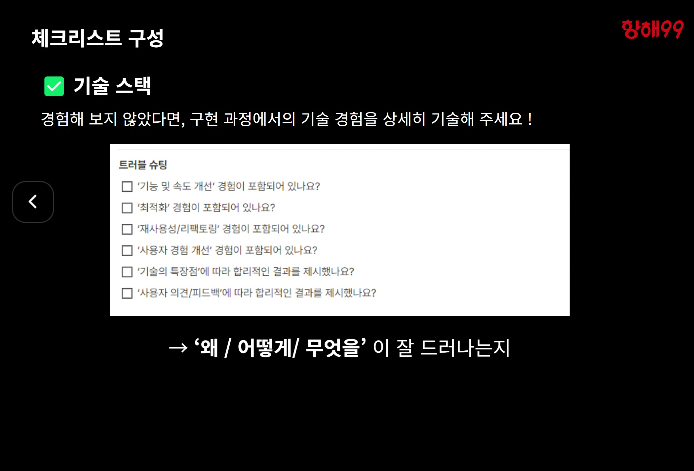 체크리스트 구성
항해99
✅ 기술 스택
경험해 보지 않았다면, 구현 과정에서의 기술 경험을 상세히 기술해 주세요 !
트러블 슈팅
☐ ‘기능 및 속도 개선’ 경험이 포함되어 있나요?
☐ ‘최적화’ 경험이 포함되어 있나요?
☐ ‘재사용성/리팩토링’ 경험이 포함되어 있나요?
☐ ‘사용자 경험 개선’ 경험이 포함되어 있나요?
☐ ‘기술의 특장점’에 따라 합리적인 결과를 제시했나요?
☐ ‘사용자 의견/피드백’에 따라 합리적인 결과를 제시했나요?
→ ‘왜 / 어떻게/ 무엇을’ 이 잘 드러나는지